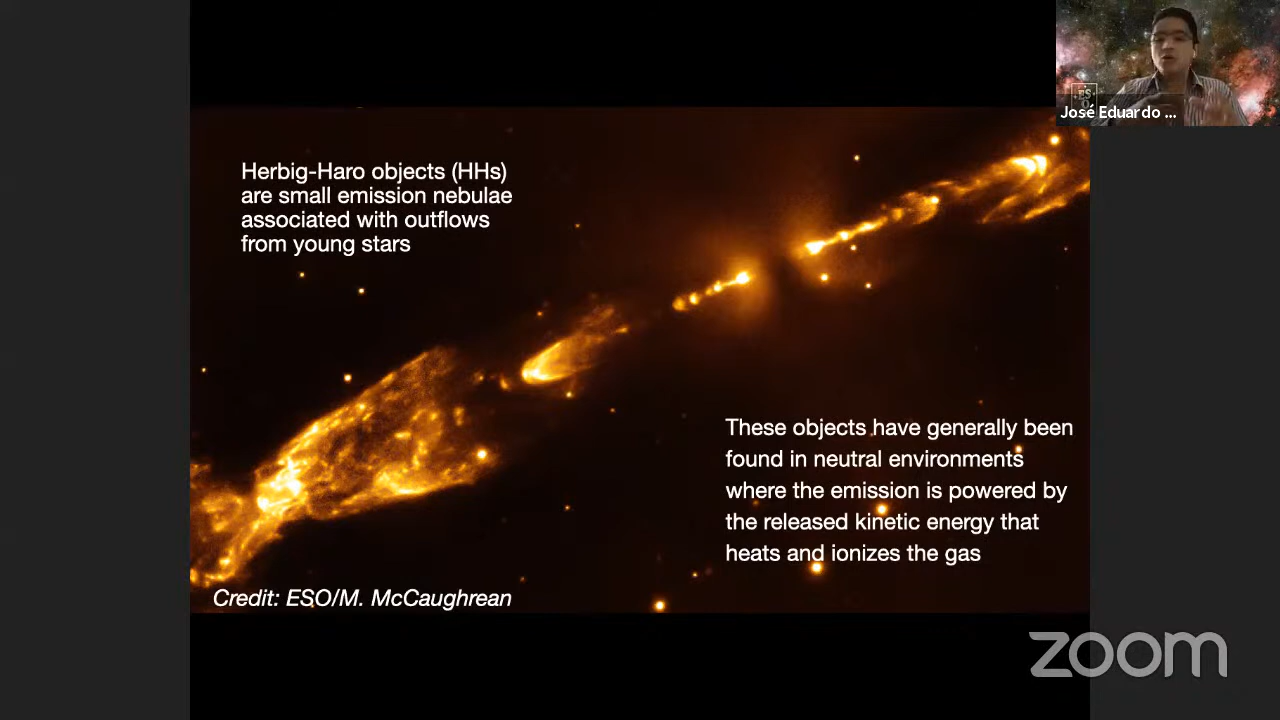 Herbig-Haro objects (HHs)
are small emission nebulae
associated with outflows
from young stars
These objects have generally been
found in neutral environments
where the emission is powered by
the released kinetic energy that
heats and ionizes the gas
Credit: ESO/M. McCaughrean
ESO
José Eduardo ...
zoom